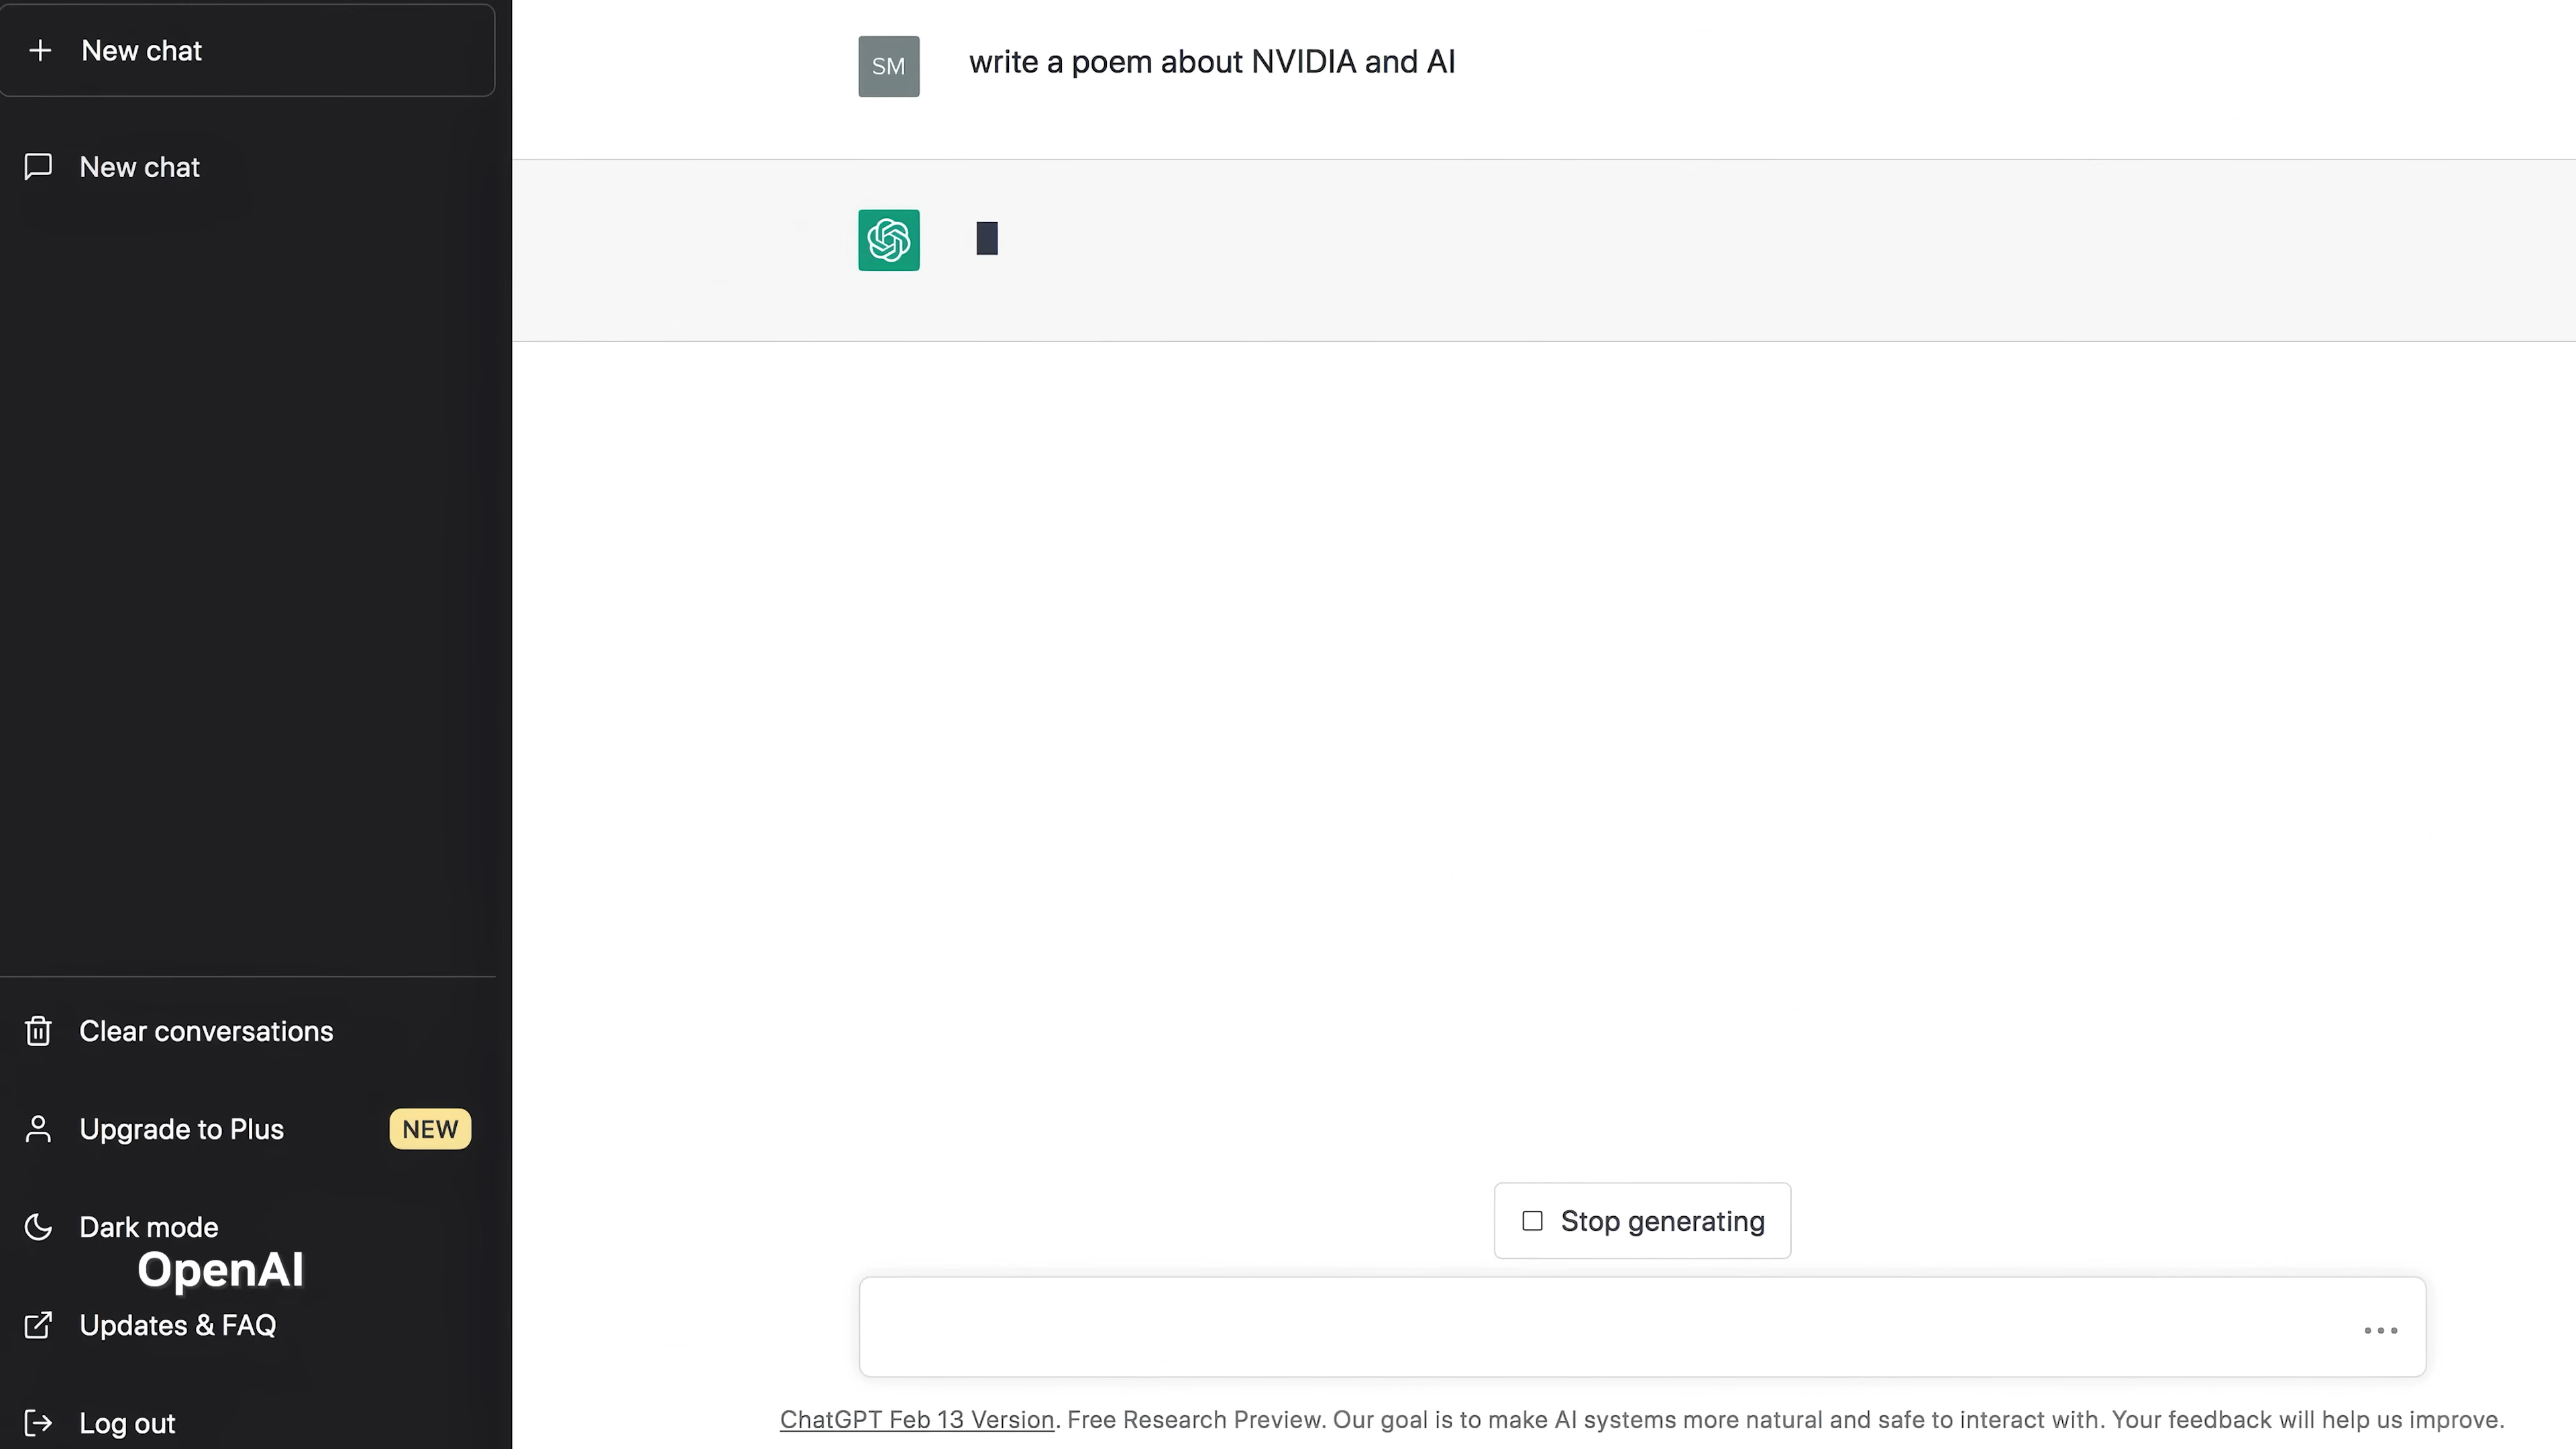 New chat
New chat
Clear conversations
Upgrade to Plus NEW
Dark mode
OpenAI
Updates & FAQ
Log out
SM write a poem about NVIDIA and AI
Stop generating
ChatGPT Feb 13 Version. Free Research Preview. Our goal is to make AI systems more natural and safe to interact with. Your feedback will help us improve.